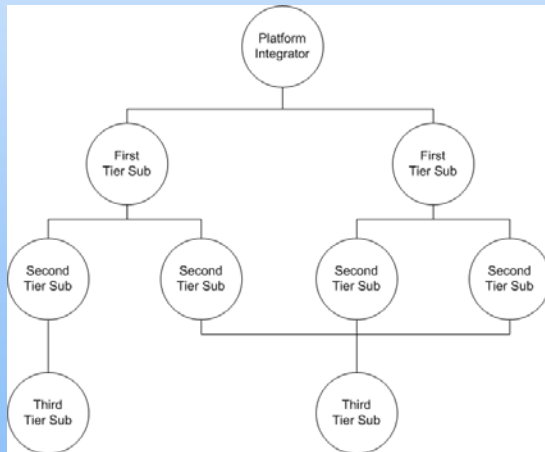 Platform
Integrator
First
Tier Sub
First
Tier Sub
Second
Tier Sub
Second
Tier Sub
Second
Tier Sub
Second
Tier Sub
Third
Tier Sub
Third
Tier Sub